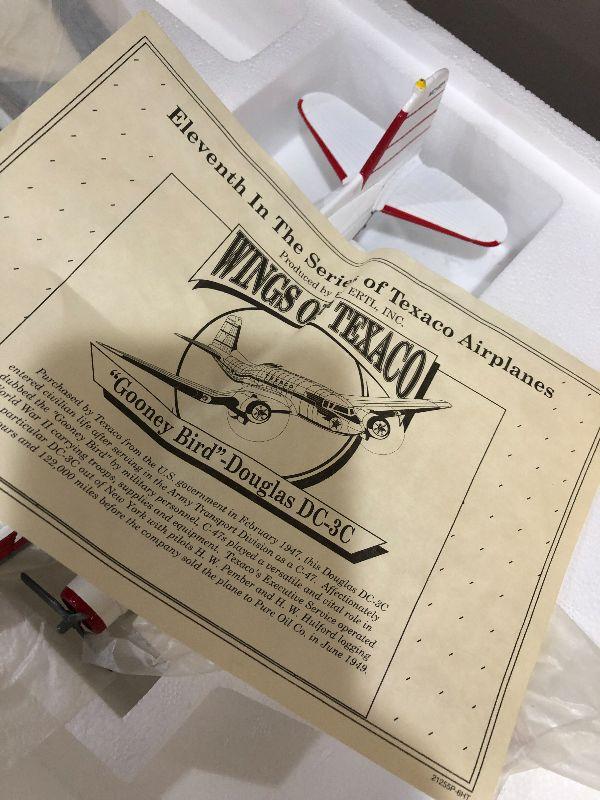 Eleventh In The Series of Texaco Airplanes
Produced by ERTL, INC.
WINGS OF TEXACO
Texaco
"Gooney Bird"-Douglas DC-3C
Purchased by Texaco from the U.S. government in February 1947, this Douglas DC-3C
entered civilian life after serving in the Army Transport Division as a C-47. Affectionately
dubbed the "Gooney Bird" by military personnel, C-47s played a versatile and vital role in
World War II carrying troops, supplies and equipment. Texaco's Executive Service operated
particular DC-3C out of New York with pilots H. W. Pember and H. W. Hulford logging
hours and 122,000 miles before the company sold the plane to Pure Oil Co. in June 1949.
21255P-6HT